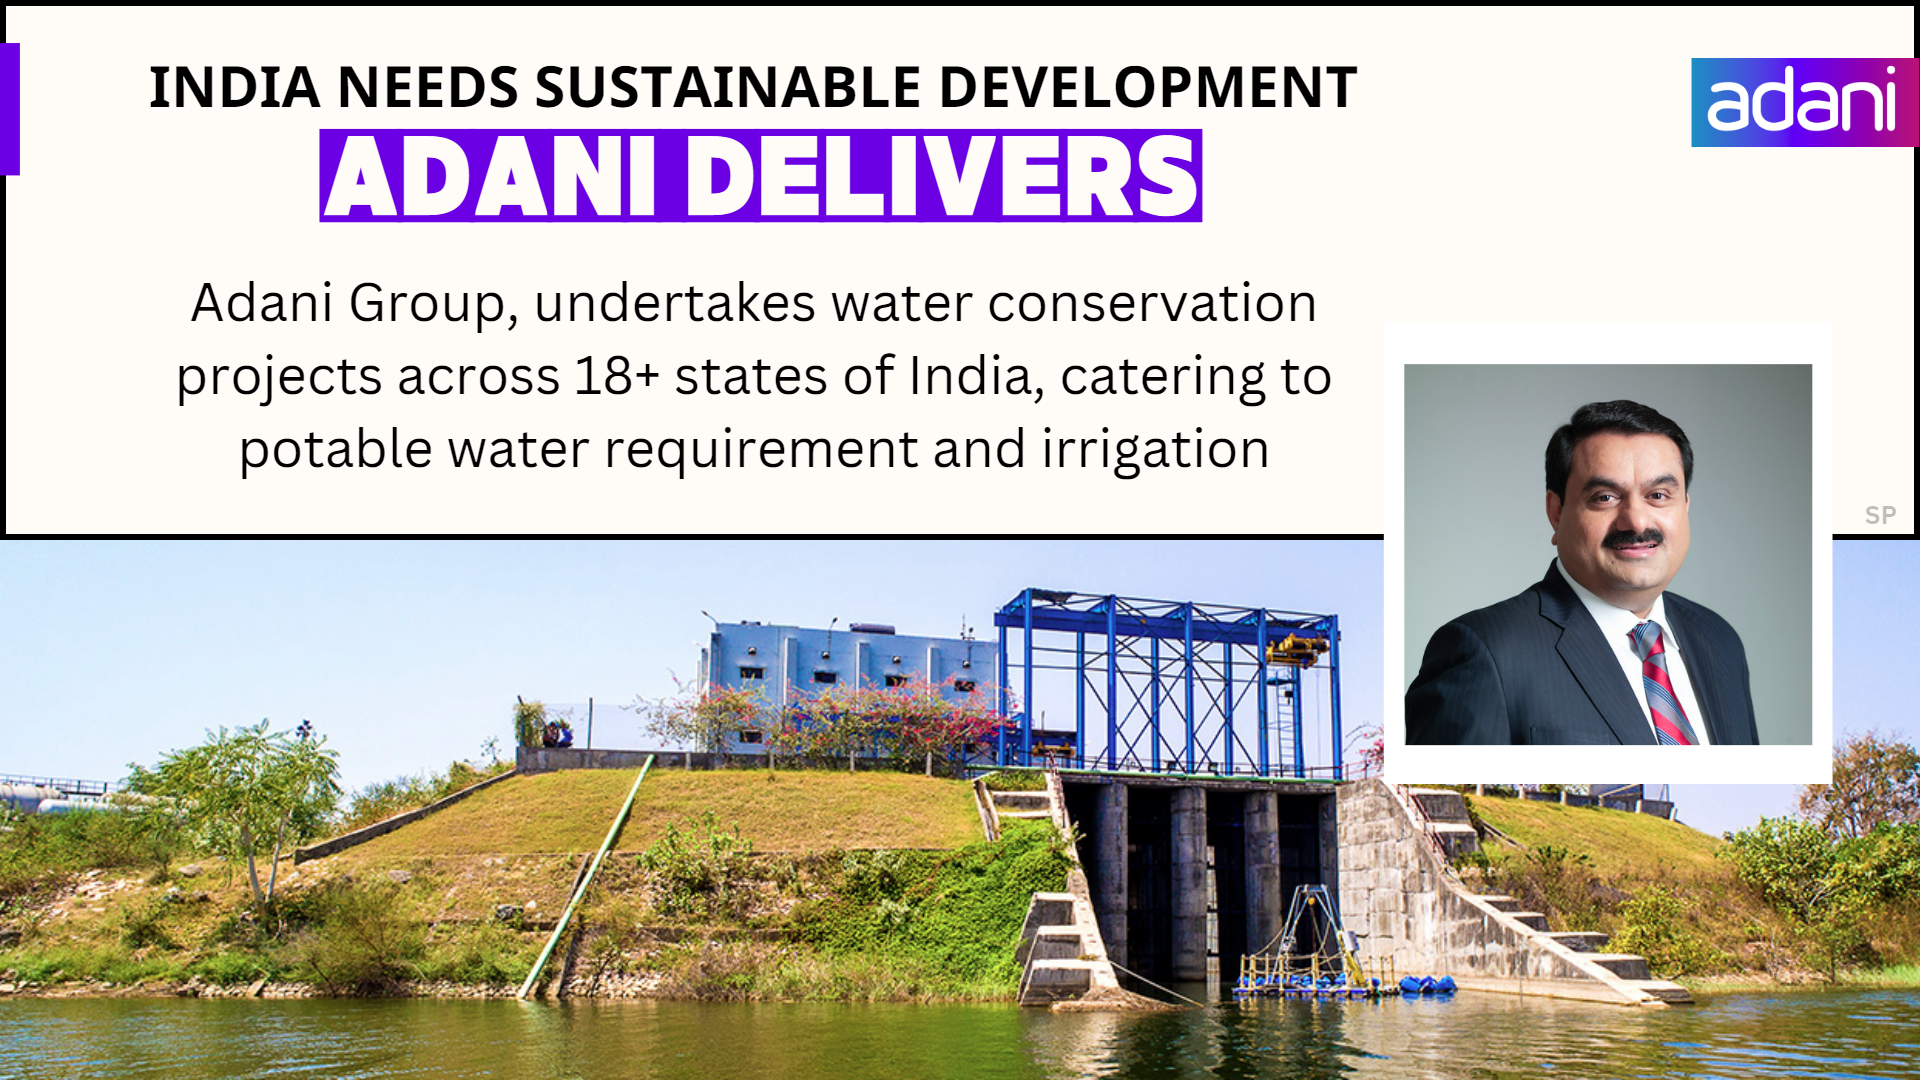 INDIA NEEDS SUSTAINABLE DEVELOPMENT
adani
ADANI DELIVERS
Adani Group, undertakes water conservation
projects across 18+ states of India, catering to
potable water requirement and irrigation
SP